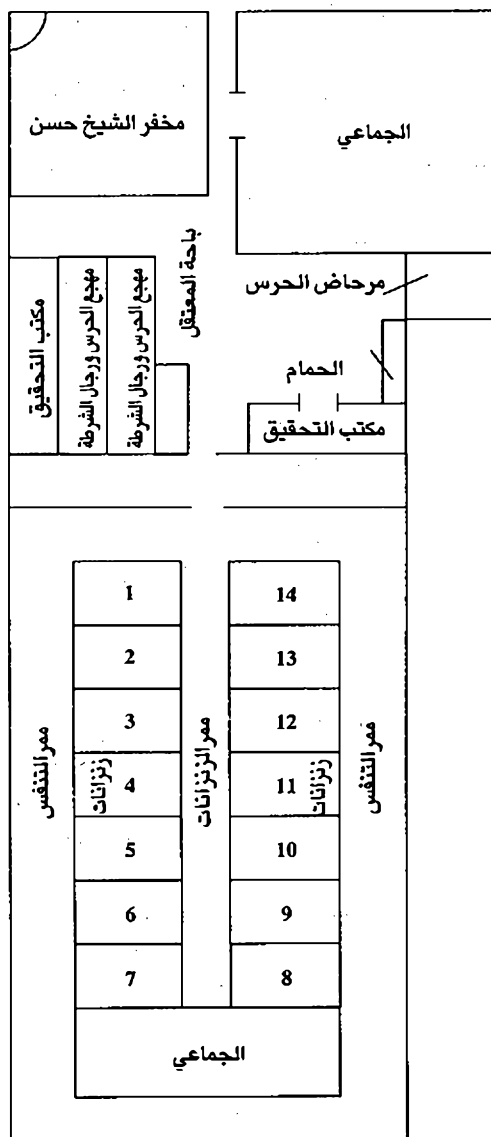 مخفر الشيخ حسن
الجماعي
باحة المعتقل
مرحاض الحرس
مكتب التحقيق
مهجع الحرس ورجال الشرطة
مهجع الحرس ورجال الشرطة
الحمام
مكتب التحقيق
1
14
2
13
3
12
ممر التنفس
زنزانات
4
ممر الزنزانات
11
زنزانات
ممر التنفس
5
10
6
9
7
8
الجماعي